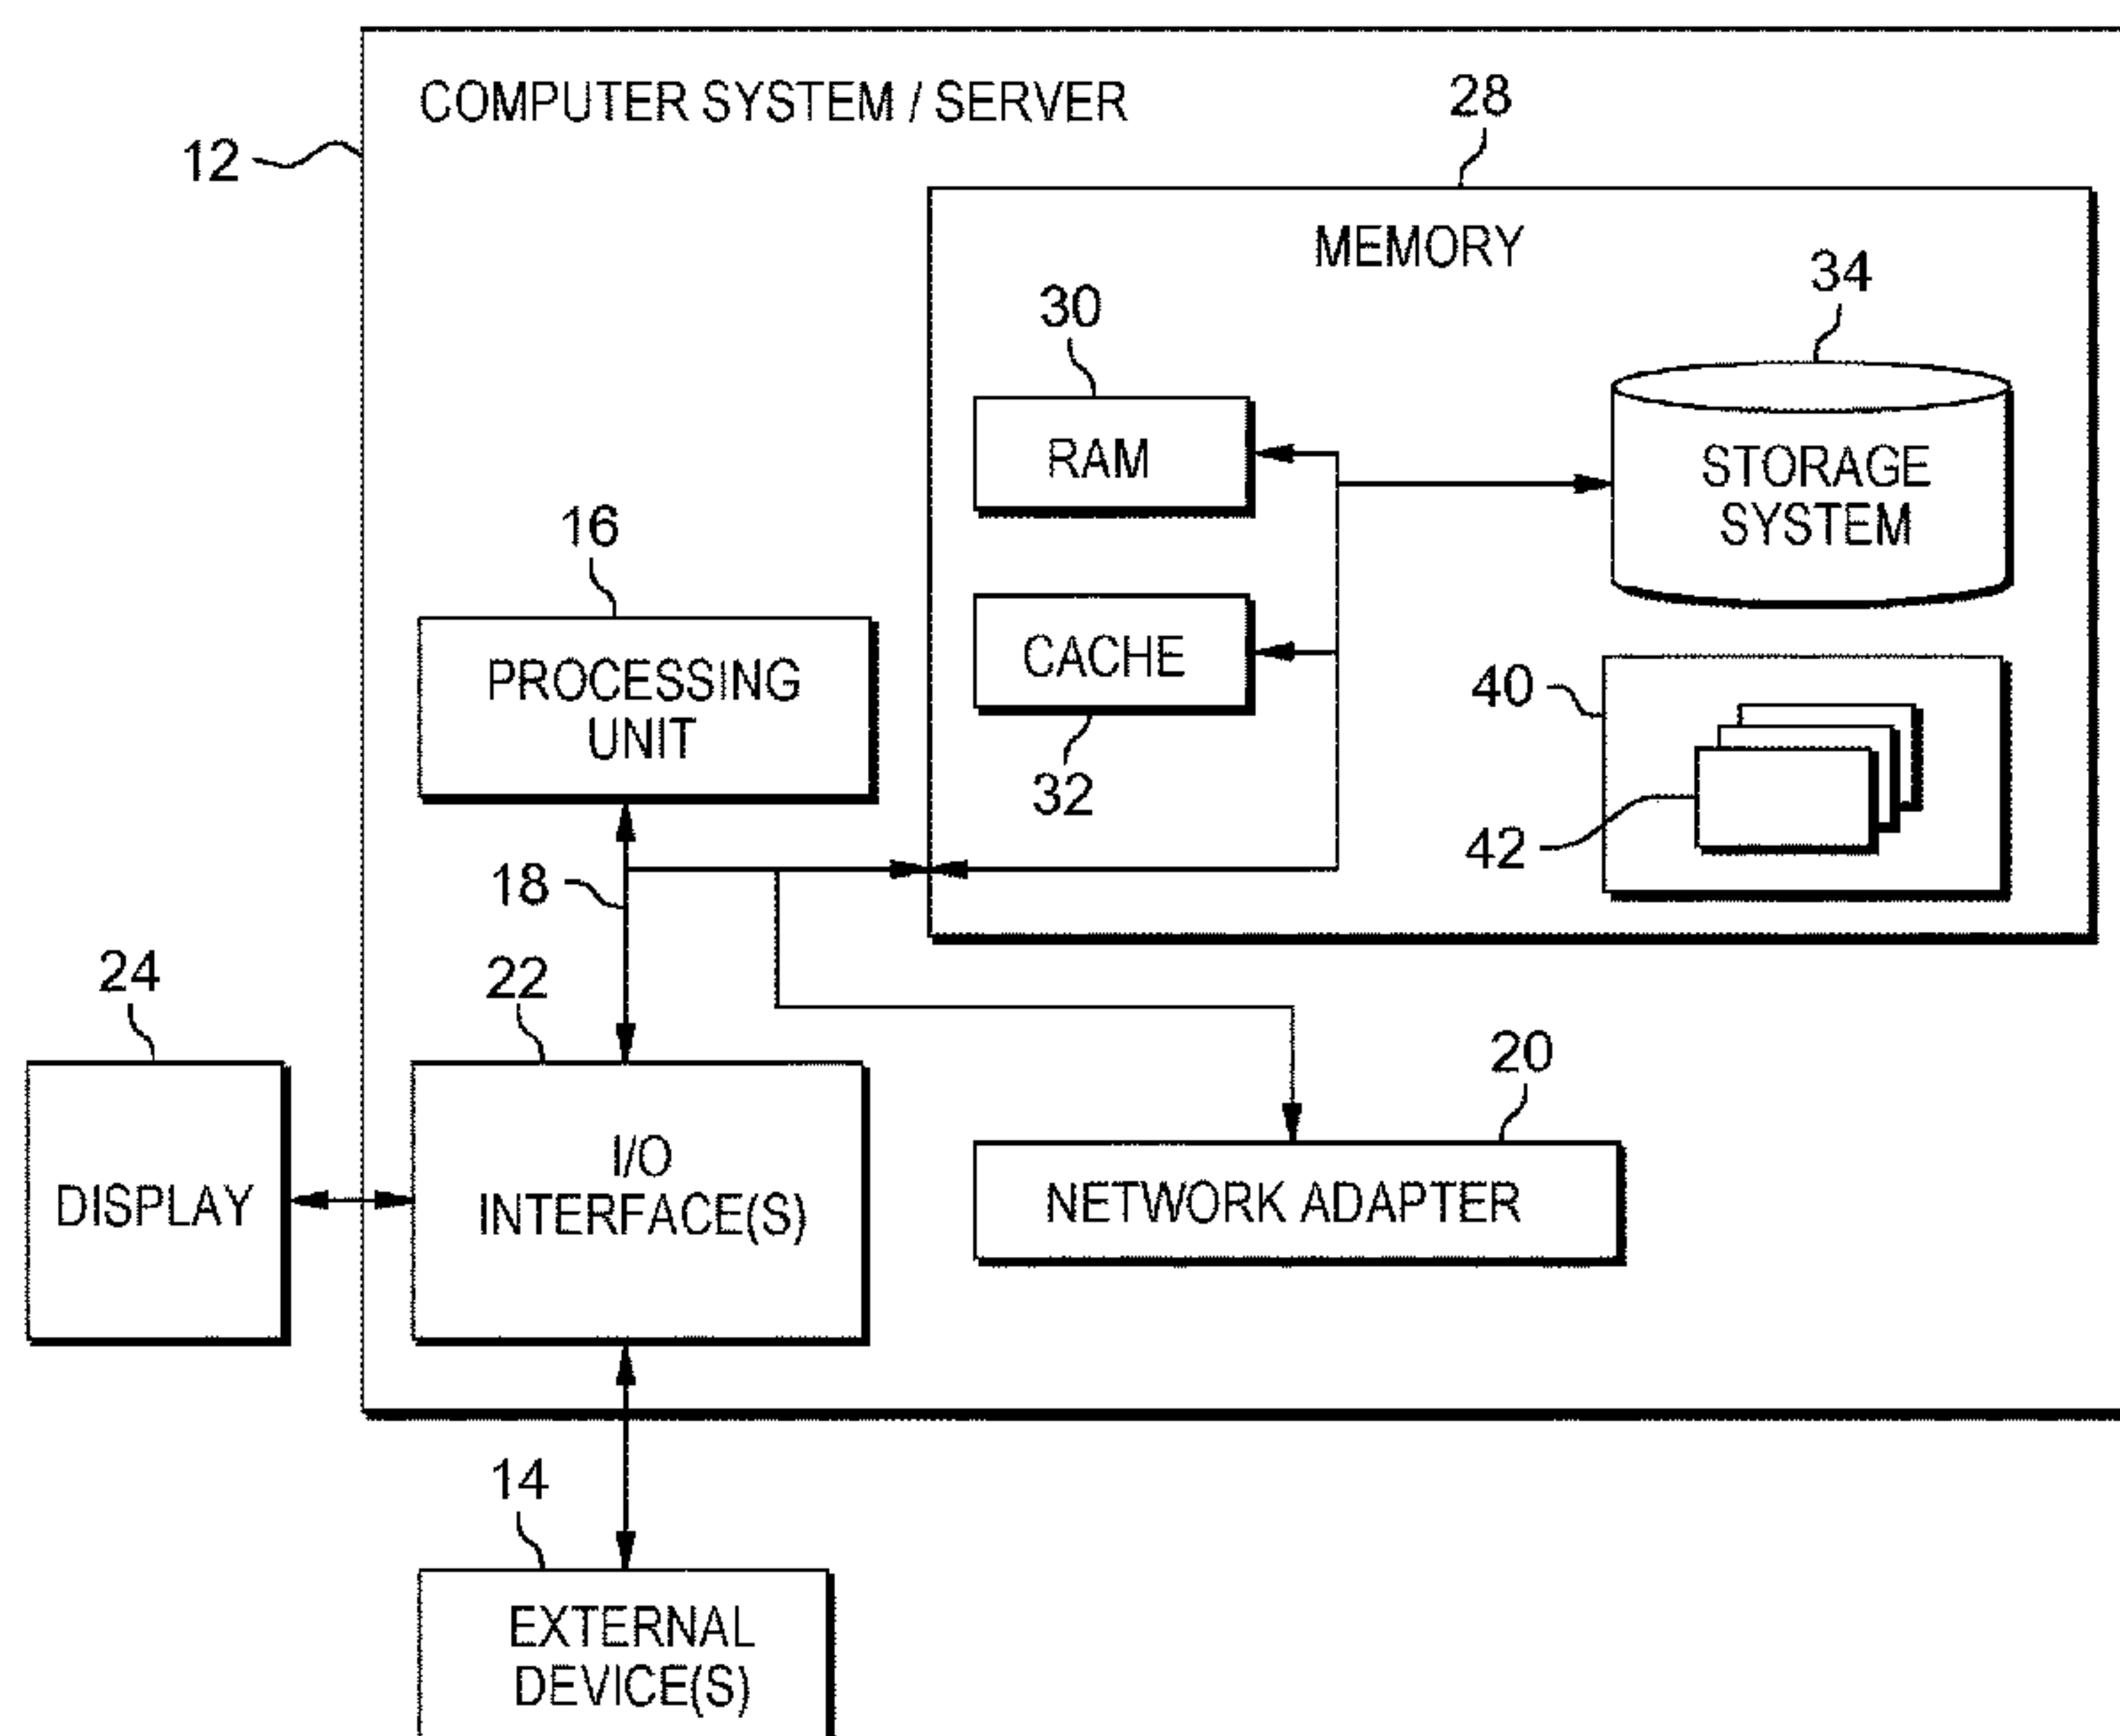 COMPUTER SYSTEM / SERVER
12
28
MEMORY
34
30
RAM
STORAGE
SYSTEM
16
PROCESSING
UNIT
CACHE
32
40
42
18
24
22
20
DISPLAY
I/O
INTERFACE(S)
NETWORK ADAPTER
14
EXTERNAL
DEVICE(S)